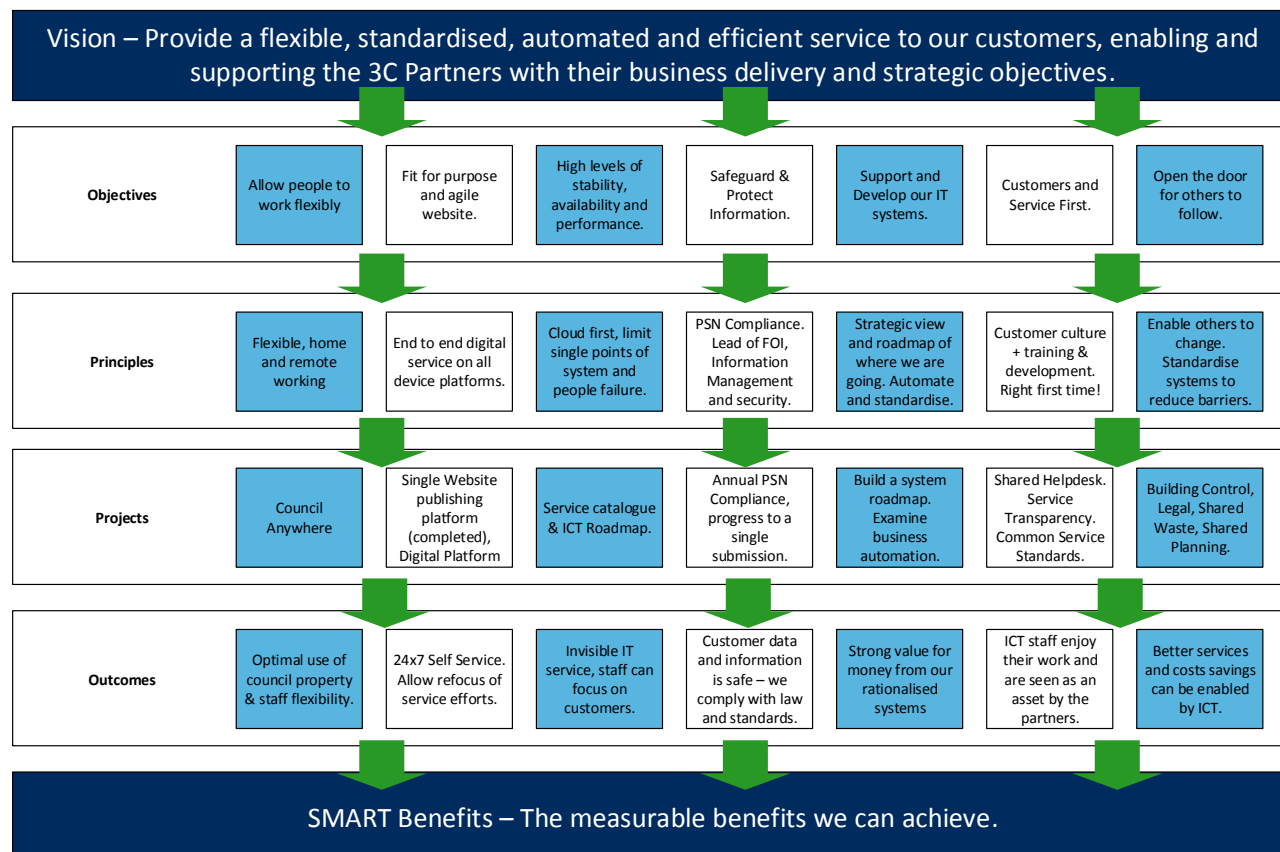 Vision – Provide a flexible, standardised, automated and efficient service to our customers, enabling and
supporting the 3C Partners with their business delivery and strategic objectives.
Objectives
Allow people to
work flexibly
Fit for purpose
and agile
website.
High levels of
stability,
availability and
performance.
Safeguard &
Protect
Information.
Support and
Develop our IT
systems.
Customers and
Service First.
Open the door
for others to
follow.
Principles
Flexible, home
and remote
working
End to end digital
service on all
device platforms.
Cloud first, limit
single points of
system and
people failure.
PSN Compliance.
Lead of FOI,
Information
Management
and security.
Strategic view
and roadmap of
where we are
going. Automate
and standardise.
Customer culture
+ training &
development.
Right first time!
Enable others to
change.
Standardise
systems to
reduce barriers.
Projects
Council
Anywhere
Single Website
publishing
platform
(completed),
Digital Platform
Service catalogue
& ICT Roadmap.
Annual PSN
Compliance,
progress to a
single
submission.
Build a system
roadmap.
Examine
business
automation.
Shared Helpdesk.
Service
Transparency.
Common Service
Standards.
Building Control,
Legal, Shared
Waste, Shared
Planning.
Outcomes
Optimal use of
council property
& staff flexibility.
24x7 Self Service.
Allow refocus of
service efforts.
Invisible IT
service, staff can
focus on
customers.
Customer data
and information
is safe – we
comply with law
and standards.
Strong value for
money from our
rationalised
systems
ICT staff enjoy
their work and
are seen as an
asset by the
partners.
Better services
and costs savings
can be enabled
by ICT.
SMART Benefits – The measurable benefits we can achieve.